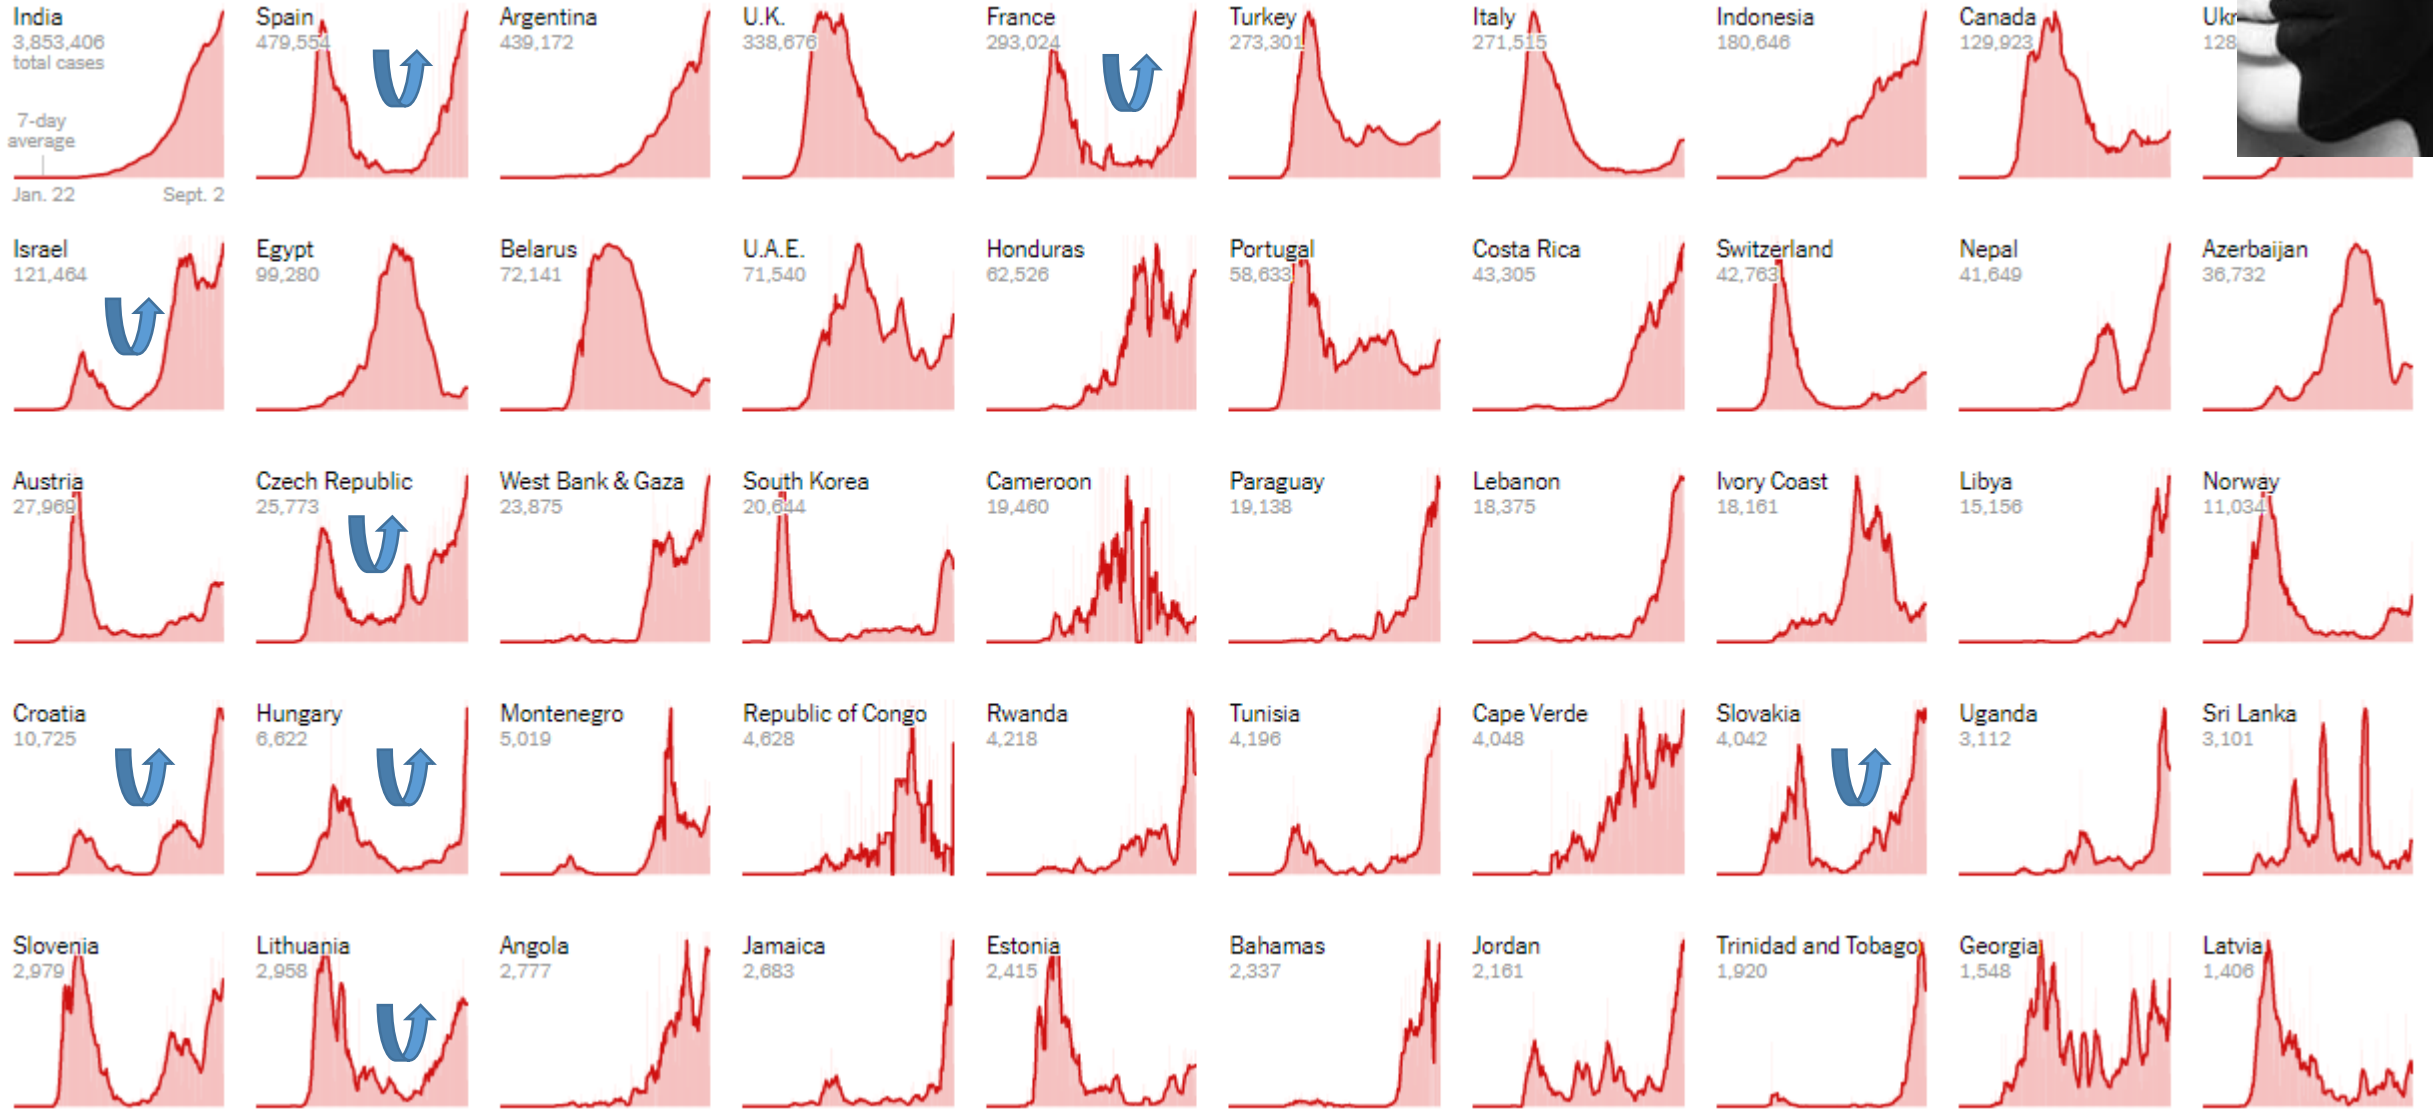 India
3,853,406
total cases
7-day
average
Jan. 22
Sept. 2
Spain
479,554
Argentina
439,172
U.K.
338,676
France
293,024
Turkey
273,301
Italy
271,515
Indonesia
180,646
Canada
129,923
Ukr
128
Israel
121,464
Egypt
99,280
Belarus
72,141
U.A.E.
71,540
Honduras
62,526
Portugal
58,633
Costa Rica
43,305
Switzerland
42,763
Nepal
41,649
Azerbaijan
36,732
Austria
27,969
Czech Republic
25,773
West Bank & Gaza
23,875
South Korea
20,644
Cameroon
19,460
Paraguay
19,138
Lebanon
18,375
Ivory Coast
18,161
Libya
15,156
Norway
11,034
Croatia
10,725
Hungary
6,622
Montenegro
5,019
Republic of Congo
4,628
Rwanda
4,218
Tunisia
4,196
Cape Verde
4,048
Slovakia
4,042
Uganda
3,112
Sri Lanka
3,101
Slovenia
2,979
Lithuania
2,958
Angola
2,777
Jamaica
2,683
Estonia
2,415
Bahamas
2,337
Jordan
2,161
Trinidad and Tobago
1,920
Georgia
1,548
Latvia
1,406